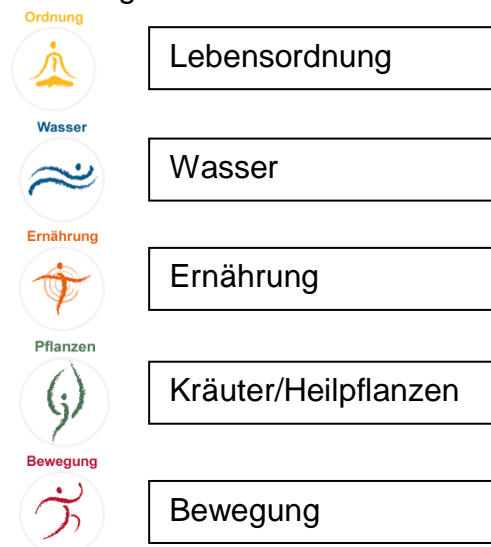 Ordnung
Lebensordnung
Wasser
Wasser
Ernährung
Ernährung
Pflanzen
Kräuter/Heilpflanzen
Bewegung
Bewegung